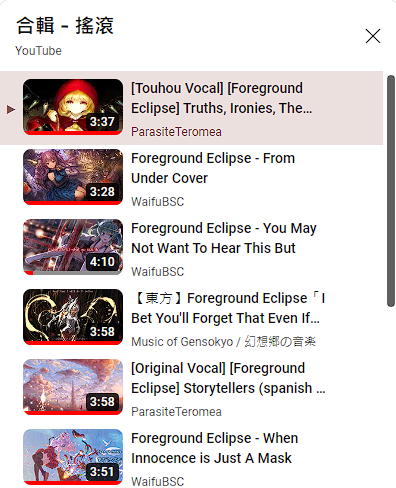 合輯 - 搖滾
YouTube
[Touhou Vocal] [Foreground
Eclipse] Truths, Ironies, The...
ParasiteTeromea
3:37
Foreground Eclipse - From
Under Cover
WaifuBSC
3:28
Foreground Eclipse - You May
Not Want To Hear This But
WaifuBSC
4:10
【東方】Foreground Eclipse「I
Bet You'll Forget That Even If...
Music of Gensokyo / 幻想郷の音楽
3:58
[Original Vocal] [Foreground
Eclipse] Storytellers (spanish ...
ParasiteTeromea
3:58
Foreground Eclipse - When
Innocence is Just A Mask
WaifuBSC
3:51